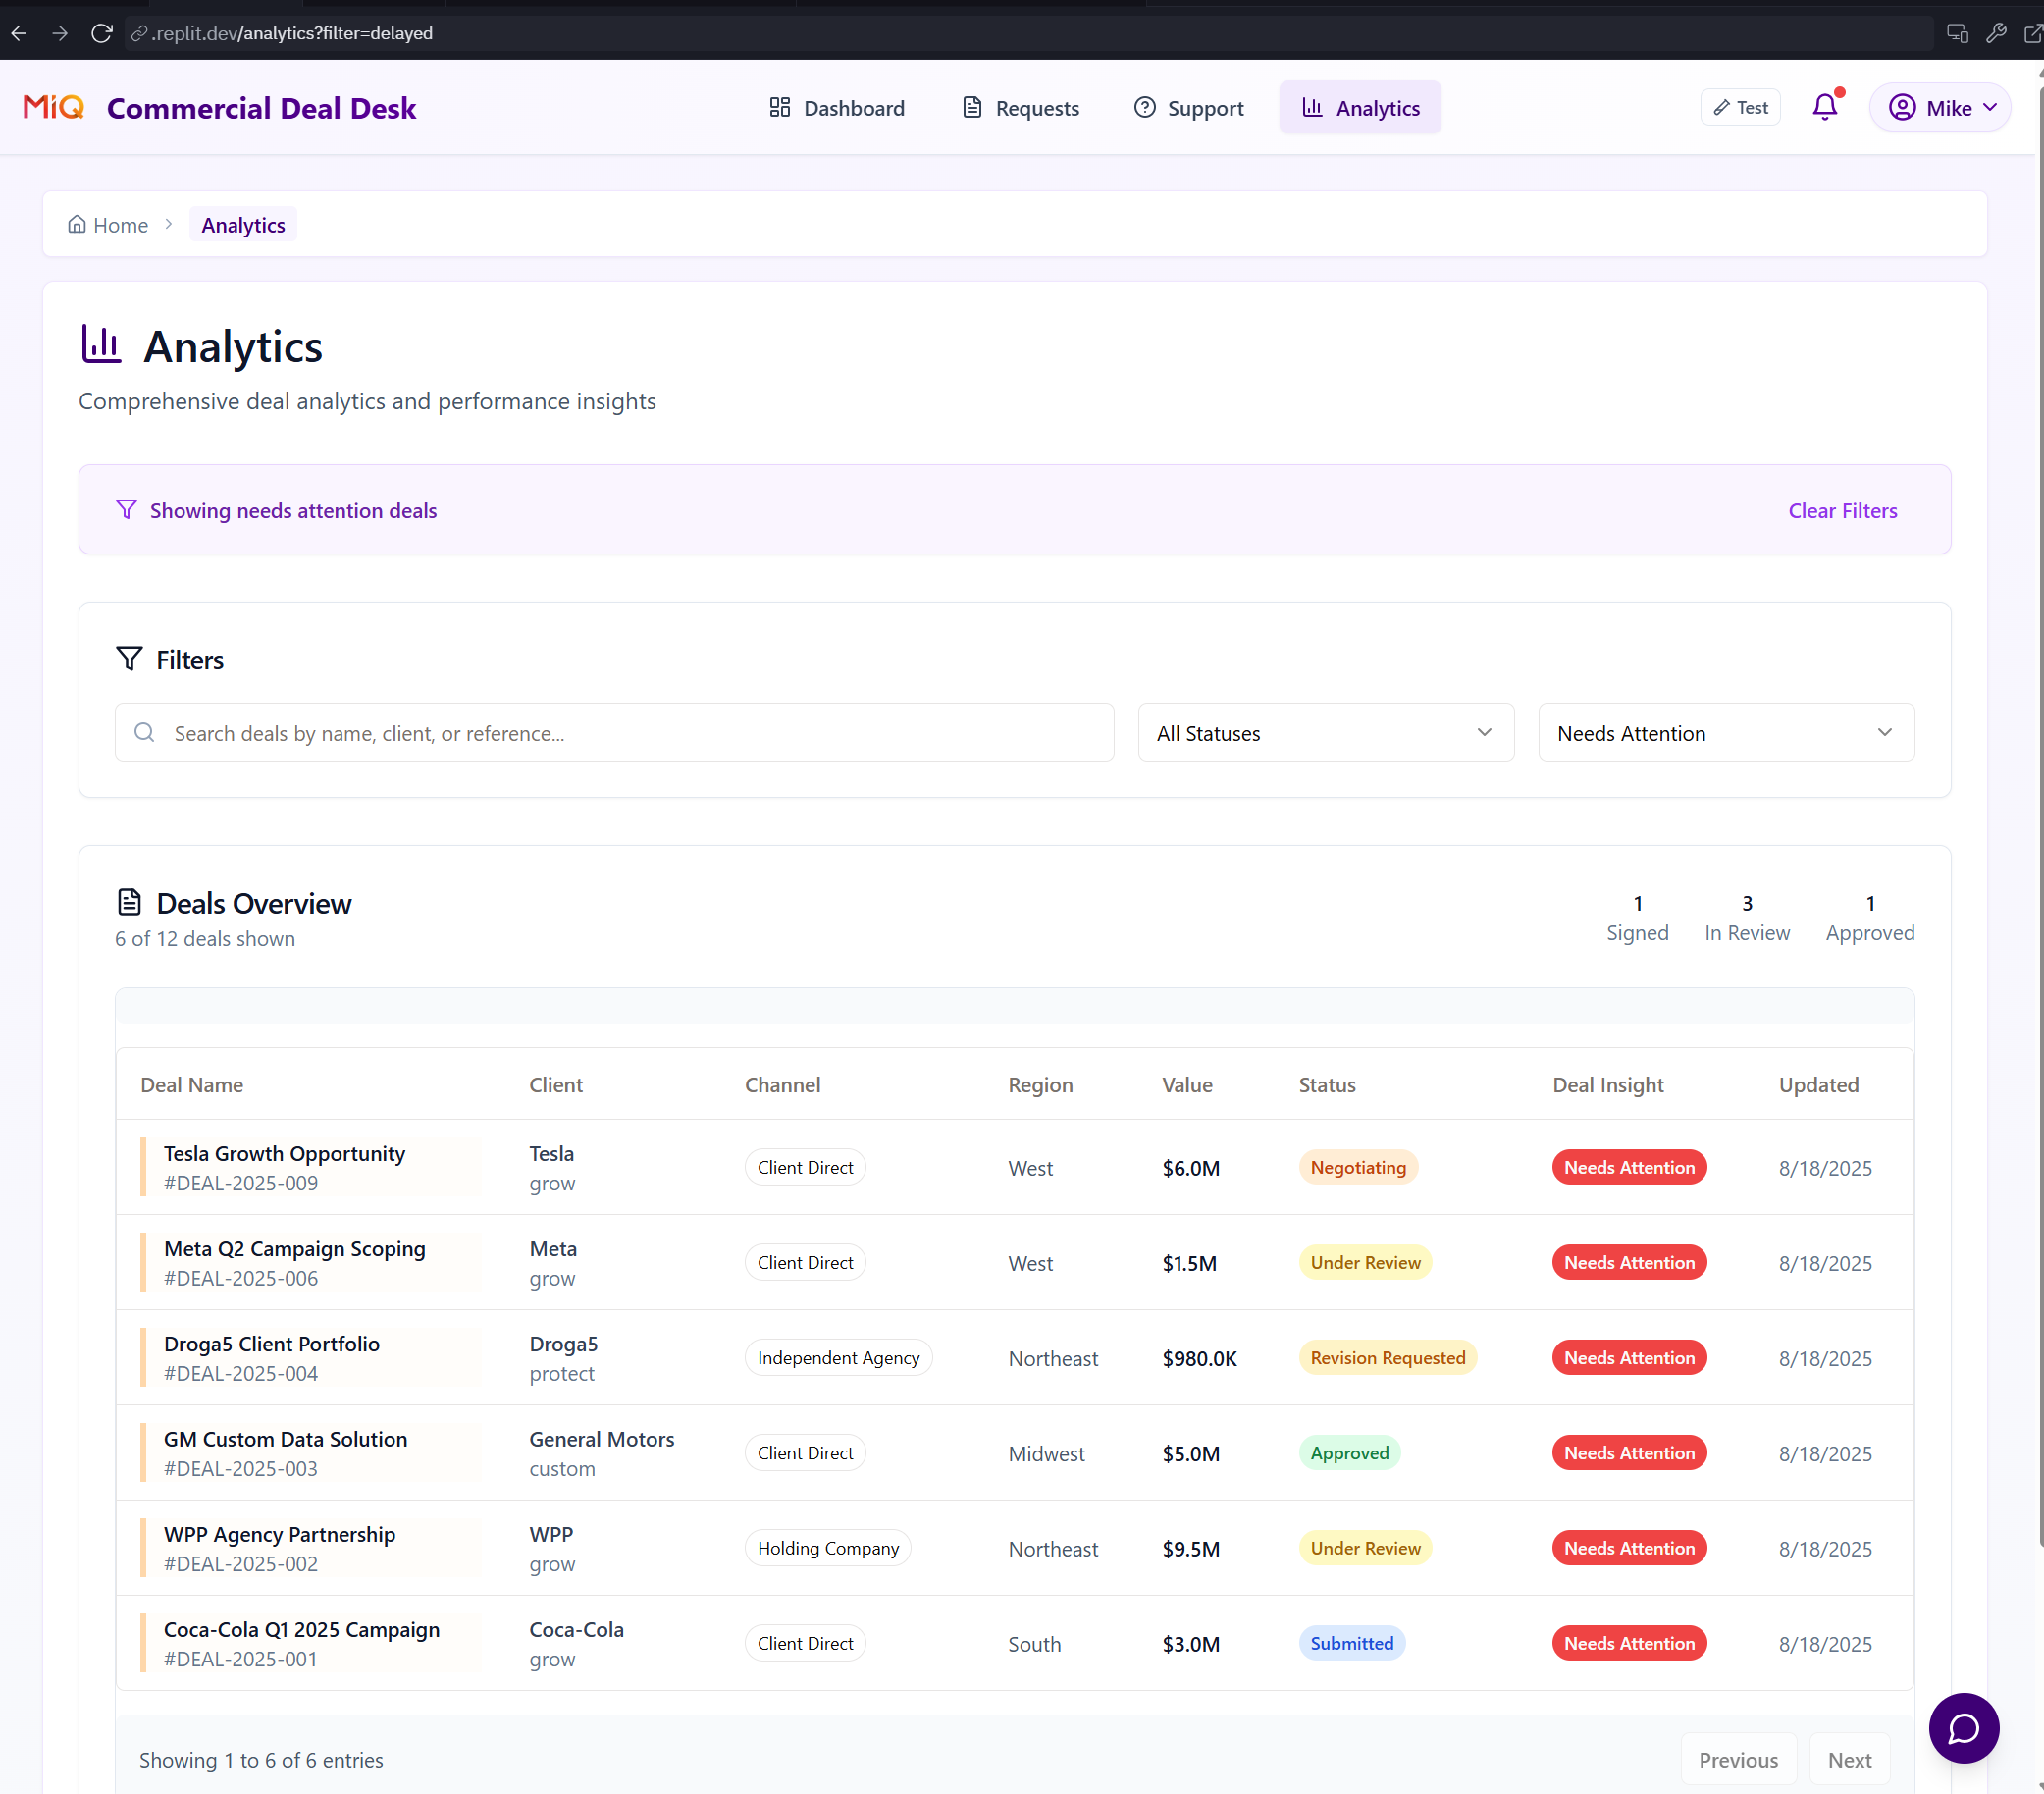 .replit.dev/analytics?filter=delayed
MiQ Commercial Deal Desk Dashboard Requests Support Analytics Test Mike
Home Analytics
Analytics
Comprehensive deal analytics and performance insights
Showing needs attention deals Clear Filters
Filters
Search deals by name, client, or reference... All Statuses Needs Attention
Deals Overview 1 3 1
6 of 12 deals shown Signed In Review Approved
Deal Name Client Channel Region Value Status Deal Insight Updated
Tesla Growth Opportunity Tesla Client Direct West $6.0M Negotiating Needs Attention 8/18/2025
#DEAL-2025-009 grow
Meta Q2 Campaign Scoping Meta Client Direct West $1.5M Under Review Needs Attention 8/18/2025
#DEAL-2025-006 grow
Droga5 Client Portfolio Droga5 Independent Agency Northeast $980.0K Revision Requested Needs Attention 8/18/2025
#DEAL-2025-004 protect
GM Custom Data Solution General Motors Client Direct Midwest $5.0M Approved Needs Attention 8/18/2025
#DEAL-2025-003 custom
WPP Agency Partnership WPP Holding Company Northeast $9.5M Under Review Needs Attention 8/18/2025
#DEAL-2025-002 grow
Coca-Cola Q1 2025 Campaign Coca-Cola Client Direct South $3.0M Submitted Needs Attention 8/18/2025
#DEAL-2025-001 grow
Showing 1 to 6 of 6 entries Previous Next